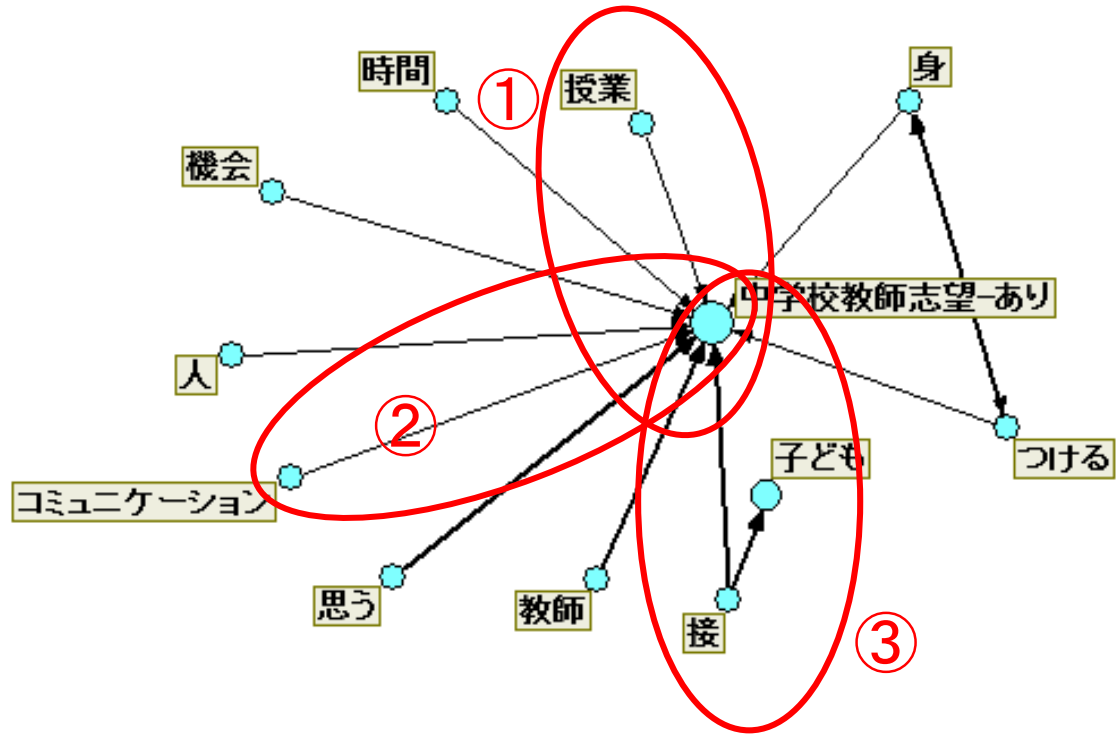 時間
①
授業
身
機会
中学校教師志望-あり
人
②
子ども
つける
コミュニケーション
思う
教師
接
③